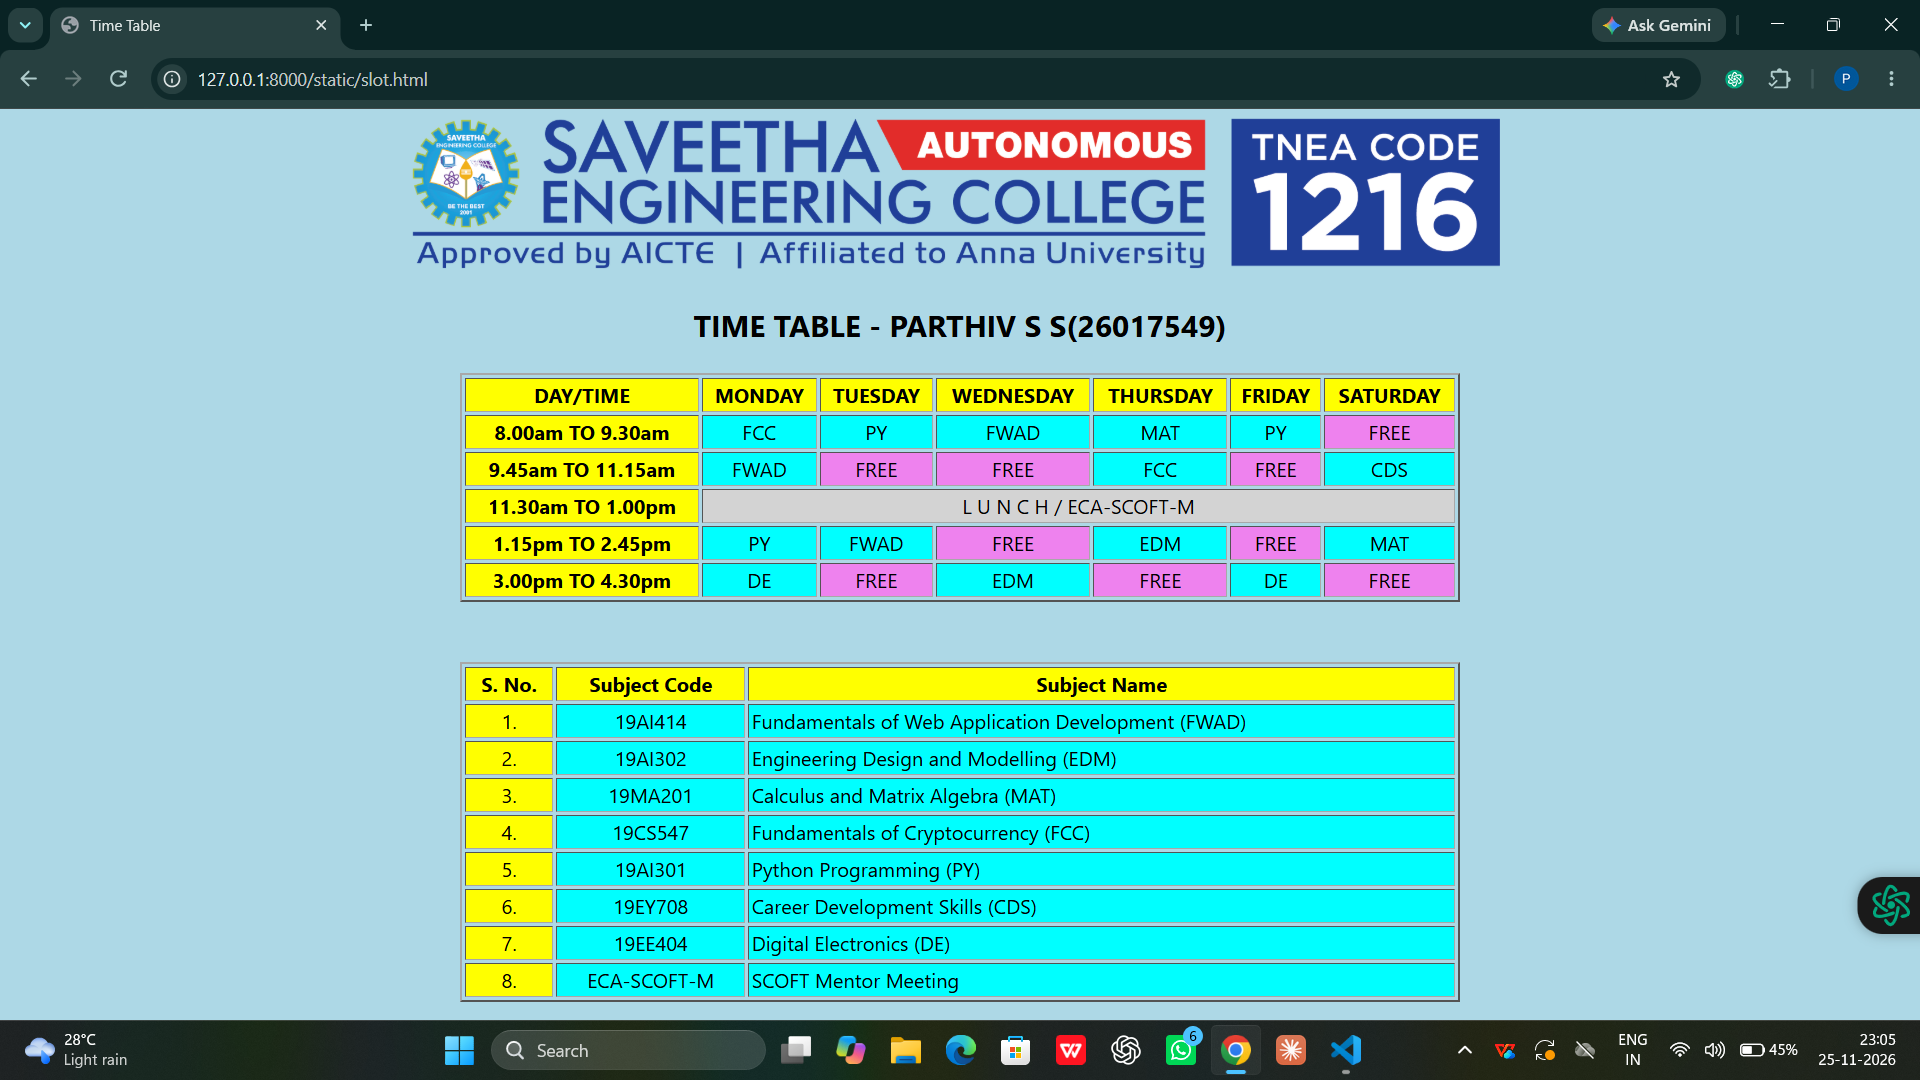 Time Table
Ask Gemini
127.0.0.1:8000/static/slot.html
P
SAVEETHA
ENGINEERING COLLEGE
BE THE BEST
2001
SAVEETHA AUTONOMOUS
ENGINEERING COLLEGE
Approved by AICTE | Affiliated to Anna University
TNEA CODE
1216
TIME TABLE - PARTHIV S S(26017549)
DAY/TIME MONDAY TUESDAY WEDNESDAY THURSDAY FRIDAY SATURDAY
8.00am TO 9.30am FCC PY FWAD MAT PY FREE
9.45am TO 11.15am FWAD FREE FREE FCC FREE CDS
11.30am TO 1.00pm L U N C H / ECA-SCOFT-M
1.15pm TO 2.45pm PY FWAD FREE EDM FREE MAT
3.00pm TO 4.30pm DE FREE EDM FREE DE FREE
S. No. Subject Code Subject Name
1. 19AI414 Fundamentals of Web Application Development (FWAD)
2. 19AI302 Engineering Design and Modelling (EDM)
3. 19MA201 Calculus and Matrix Algebra (MAT)
4. 19CS547 Fundamentals of Cryptocurrency (FCC)
5. 19AI301 Python Programming (PY)
6. 19EY708 Career Development Skills (CDS)
7. 19EE404 Digital Electronics (DE)
8. ECA-SCOFT-M SCOFT Mentor Meeting
28°C
Light rain
Search
6
ENG
IN
45%
23:05
25-11-2026